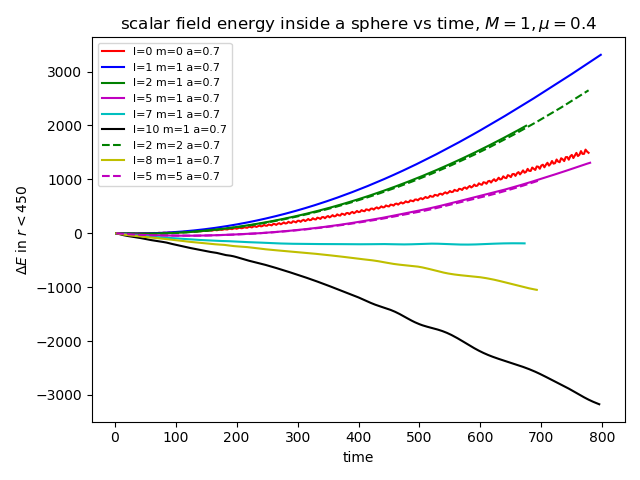 scalar field energy inside a sphere vs time, M = 1, μ = 0.4
l=0 m=0 a=0.7
l=1 m=1 a=0.7
l=2 m=1 a=0.7
l=5 m=1 a=0.7
l=7 m=1 a=0.7
l=10 m=1 a=0.7
l=2 m=2 a=0.7
l=8 m=1 a=0.7
l=5 m=5 a=0.7
ΔE in r < 450
3000
2000
1000
0
−1000
−2000
−3000
0 100 200 300 400 500 600 700 800
time